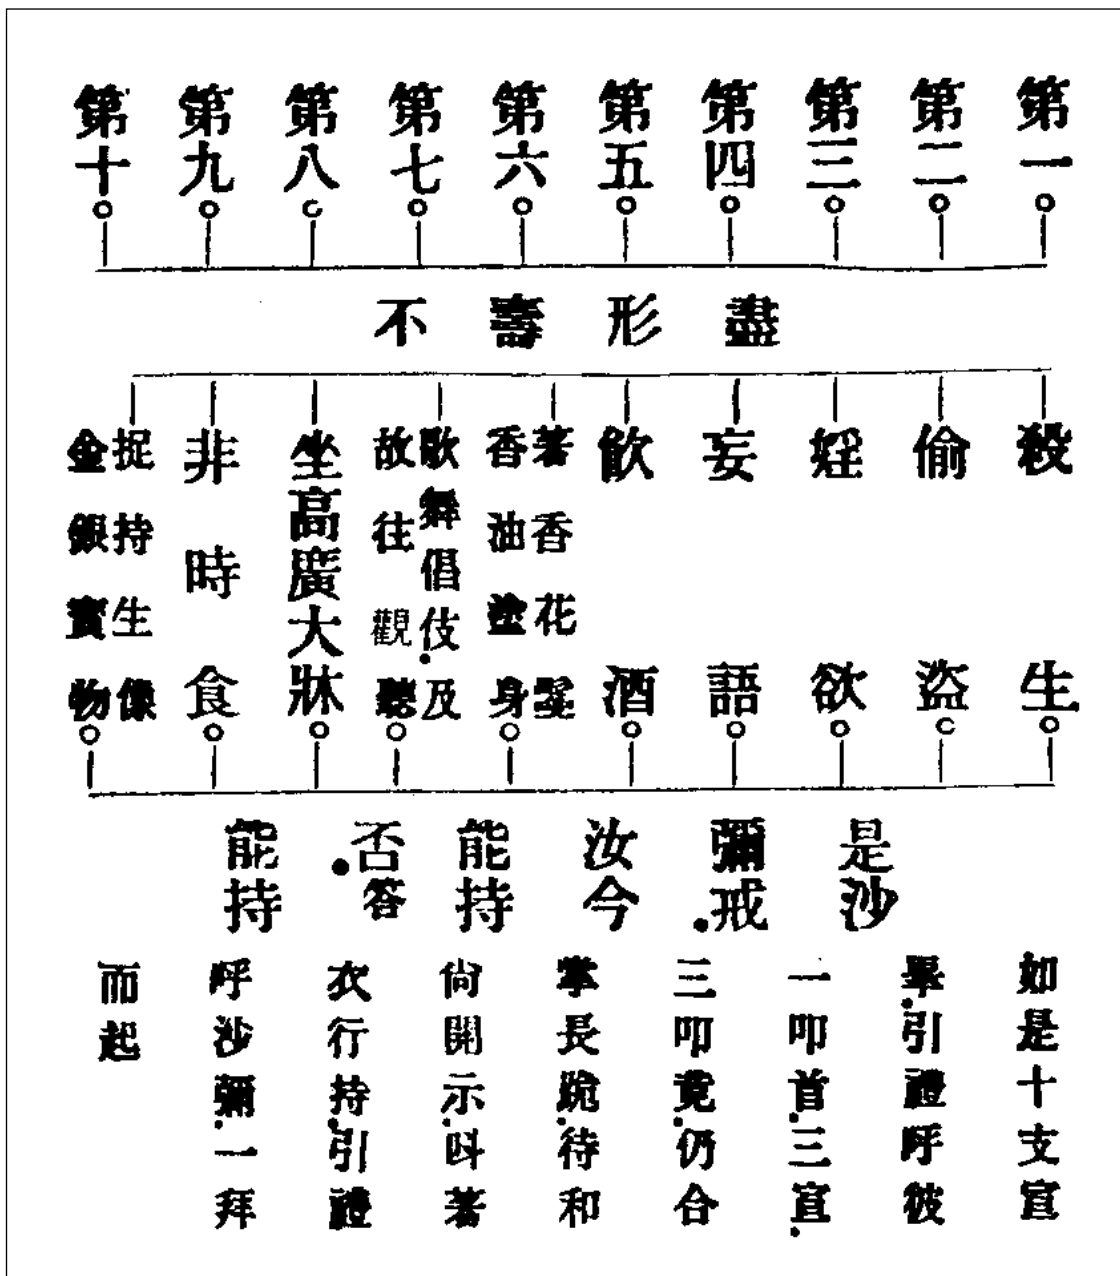 第一
第二
第三
第四
第五
第六
第七
第八
第九
第十
盡形壽不
殺生
偷盜
婬欲
妄語
飲酒
著香花鬘
香油塗身
歌舞倡伎.及
故往觀聽
坐高廣大牀
非時食
捉持生像
金銀寶物
是沙
彌戒.
汝今
能持
否.答
能持
如是十支宣
畢.引禮呼彼
一叩首.三宣.
三叩竟.仍合
掌長跪.待和
尙開示.呌著
衣行持.引禮
呼沙彌.一拜
而起